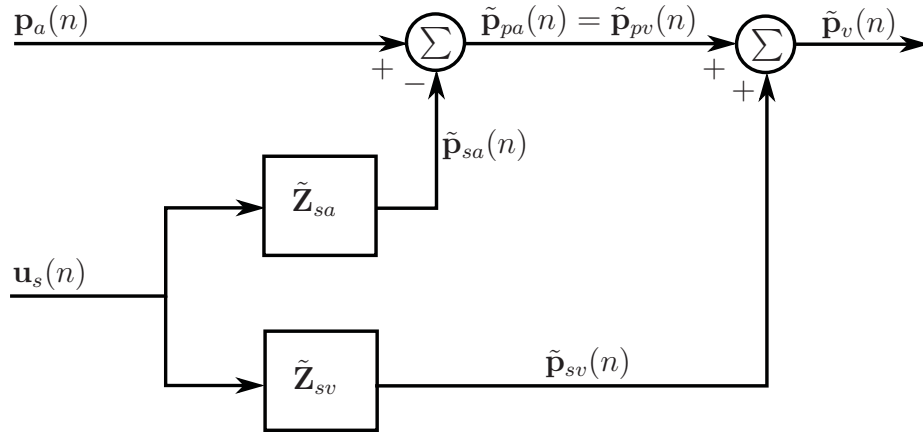 p_a(n)
p̃_pa(n) = p̃_pv(n)
p̃_v(n)
∑
∑
+
−
+
+
p̃_sa(n)
Z̃_sa
u_s(n)
Z̃_sv
p̃_sv(n)